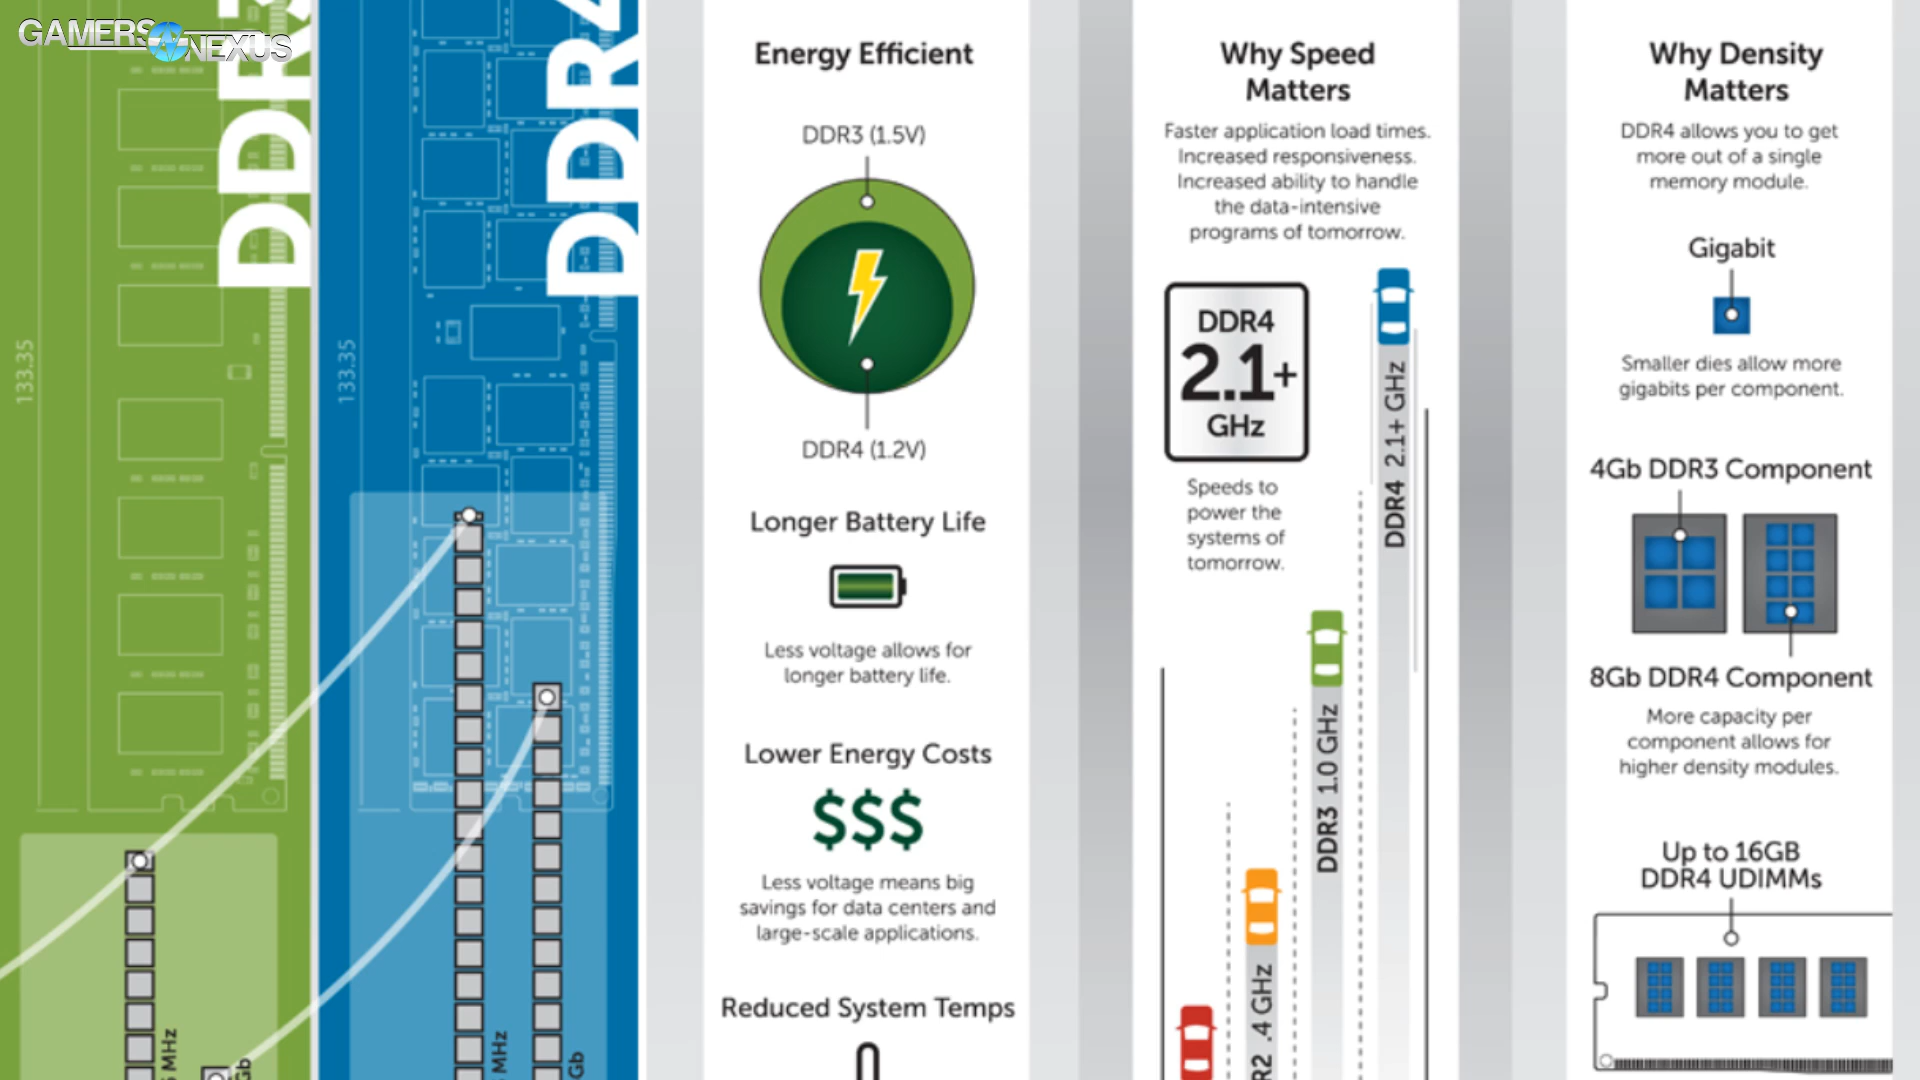 GAMERS NEXUS
DDR
133.35
MHz
Gb
DDR4
133.35
MHz
Gb
Energy Efficient
DDR3 (1.5V)
DDR4 (1.2V)
Longer Battery Life
Less voltage allows for
longer battery life.
Lower Energy Costs
$$$
Less voltage means big
savings for data centers and
large-scale applications.
Reduced System Temps
Why Speed
Matters
Faster application load times.
Increased responsiveness.
Increased ability to handle
the data-intensive
programs of tomorrow.
DDR4
2.1+
GHz
Speeds to
power the
systems of
tomorrow.
DDR4 2.1+ GHz
DDR3 1.0 GHz
R2 .4 GHz
Why Density
Matters
DDR4 allows you to get
more out of a single
memory module.
Gigabit
Smaller dies allow more
gigabits per component.
4Gb DDR3 Component
8Gb DDR4 Component
More capacity per
component allows for
higher density modules.
Up to 16GB
DDR4 UDIMMs